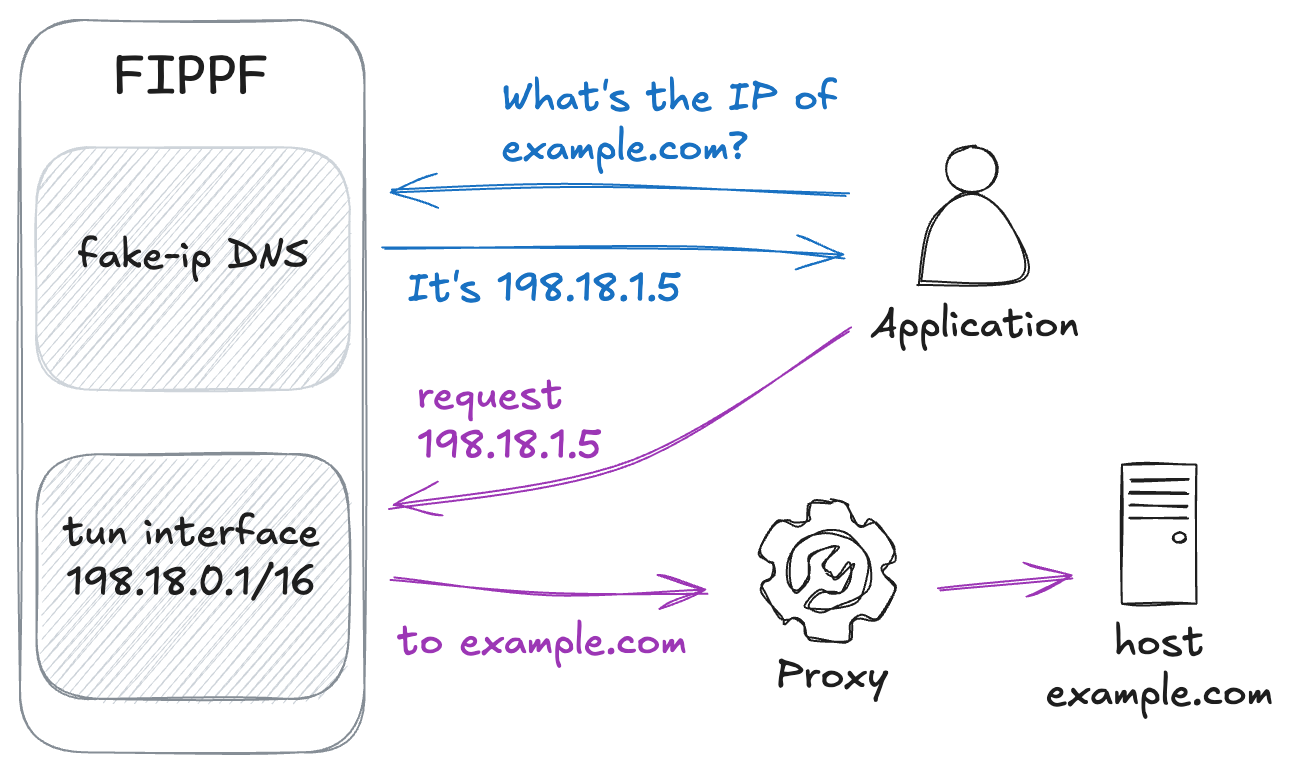 FIPPF
What's the IP of
example.com?
fake-ip DNS
It's 198.18.1.5
Application
request
198.18.1.5
tun interface
198.18.0.1/16
to example.com
Proxy
host
example.com